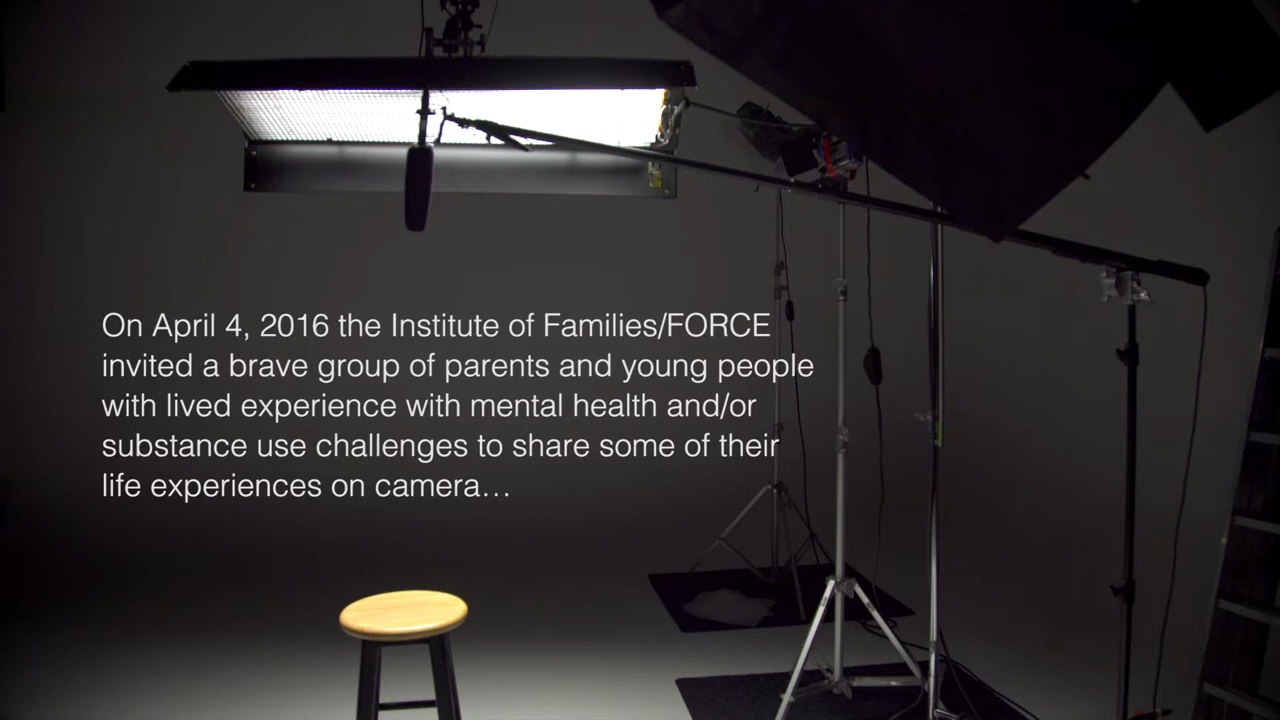 On April 4, 2016 the Institute of Families/FORCE
invited a brave group of parents and young people
with lived experience with mental health and/or
substance use challenges to share some of their
life experiences on camera…